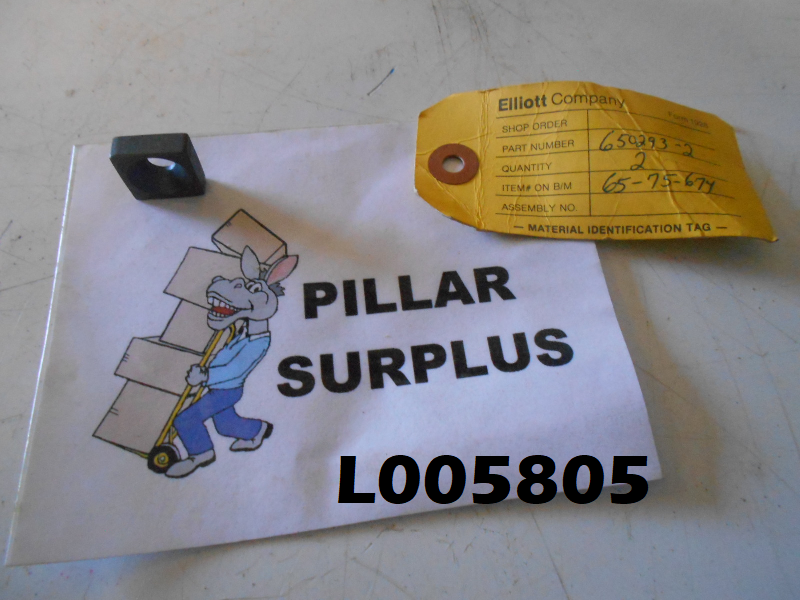 Elliott Company
SHOP ORDER
PART NUMBER 650293-2
QUANTITY 2
ITEM# ON B/M 65-75-674
ASSEMBLY NO.
— MATERIAL IDENTIFICATION TAG —
PILLAR
SURPLUS
L005805